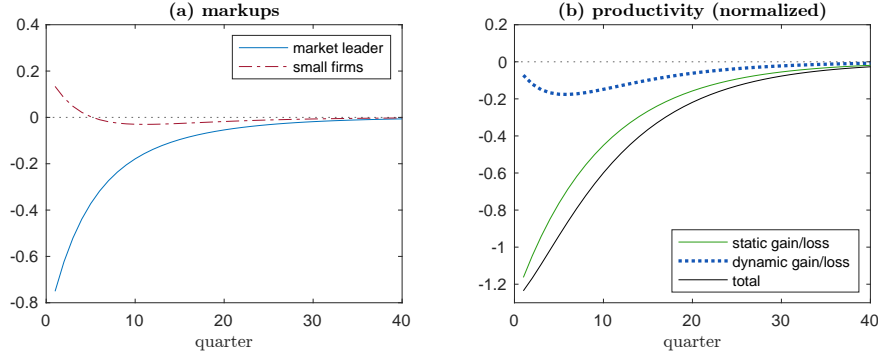 (a) markups
0.4
0.2
0
-0.2
-0.4
-0.6
-0.8
0
10
20
30
40
quarter
market leader
small firms
(b) productivity (normalized)
0.2
0
-0.2
-0.4
-0.6
-0.8
-1
-1.2
0
10
20
30
40
quarter
static gain/loss
dynamic gain/loss
total